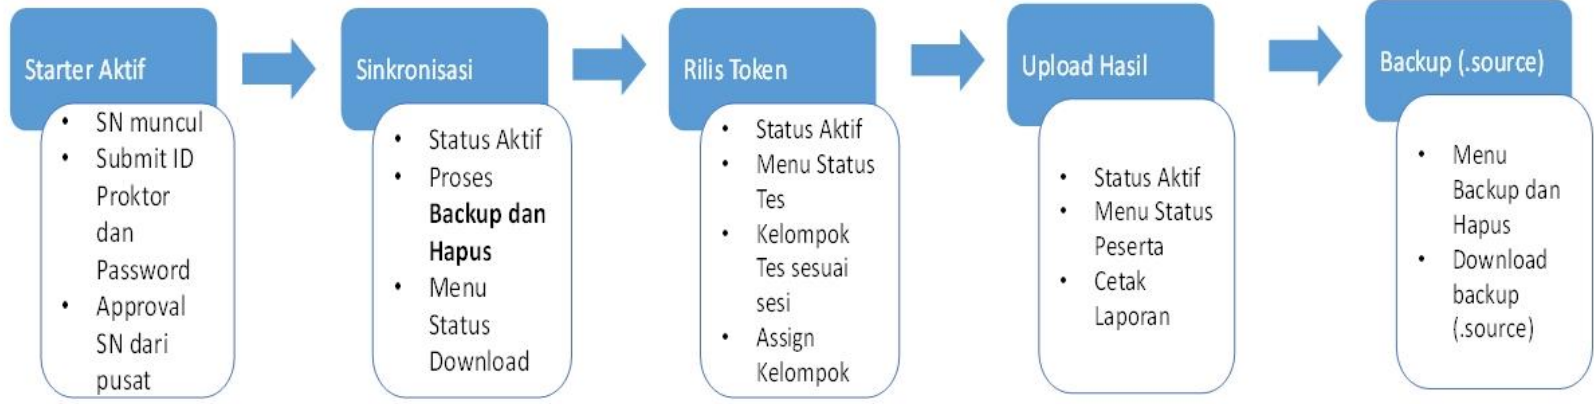 Starter Aktif
• SN muncul
• Submit ID
Proktor
dan
Password
• Approval
SN dari
pusat
Sinkronisasi
• Status Aktif
• Proses
Backup dan
Hapus
• Menu
Status
Download
Rilis Token
• Status Aktif
• Menu Status
Tes
• Kelompok
Tes sesuai
sesi
• Assign
Kelompok
Upload Hasil
• Status Aktif
• Menu Status
Peserta
• Cetak
Laporan
Backup (.source)
• Menu
Backup dan
Hapus
• Download
backup
(.source)